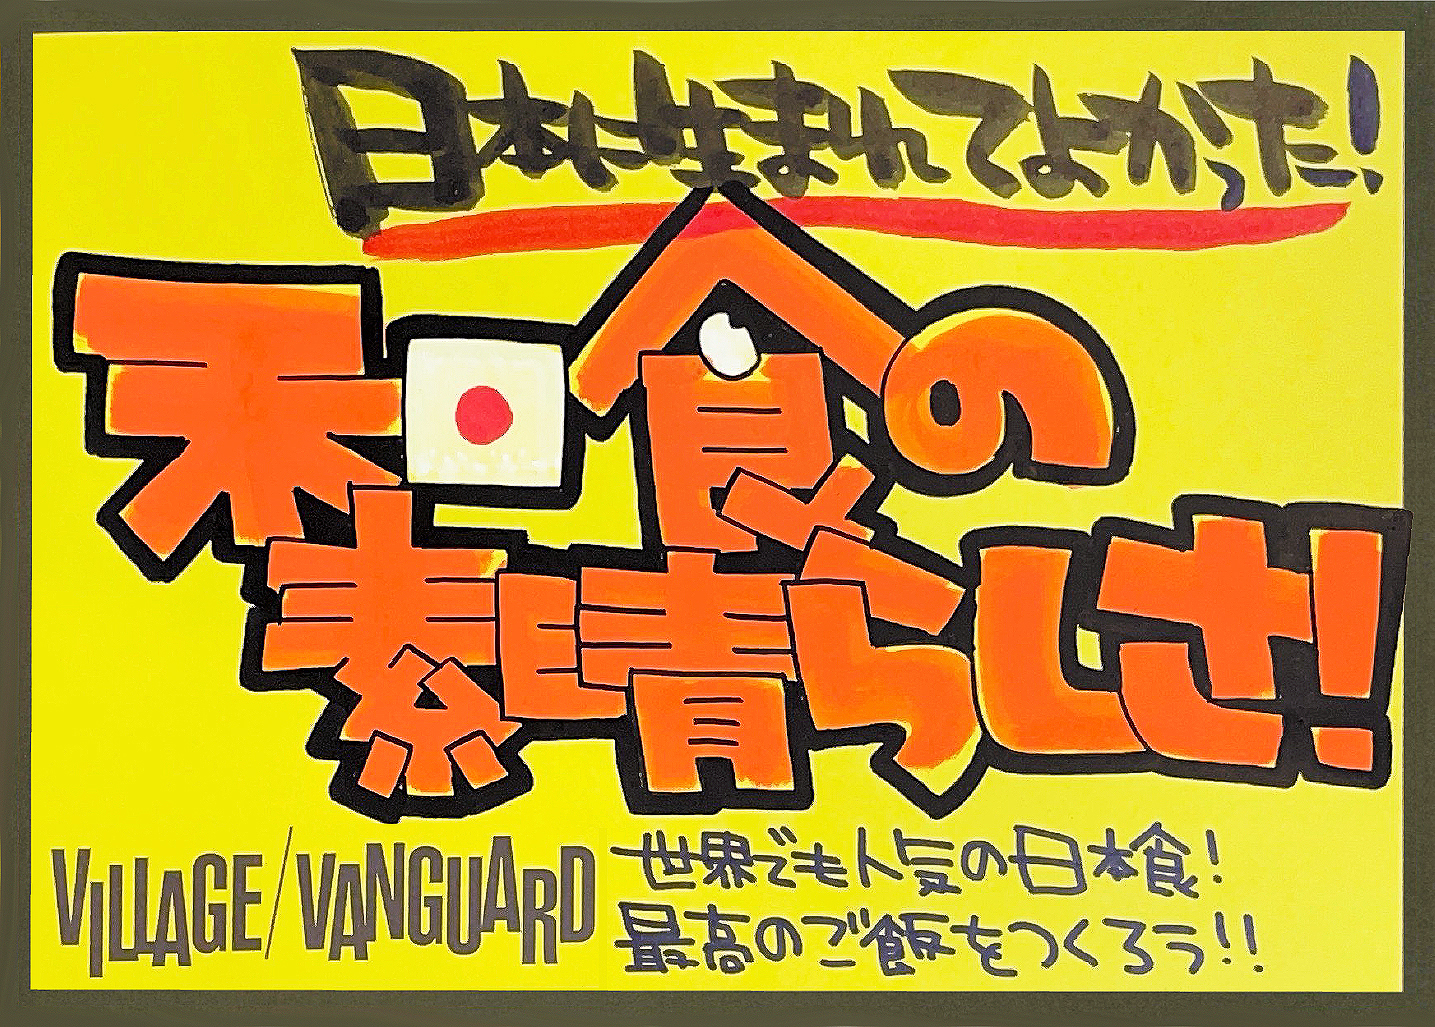 日本に生まれてよかった!
和食の
素晴らしさ!
VILLAGE/VANGUARD
世界でも人気の日本食!
最高のご飯をつくろう!!